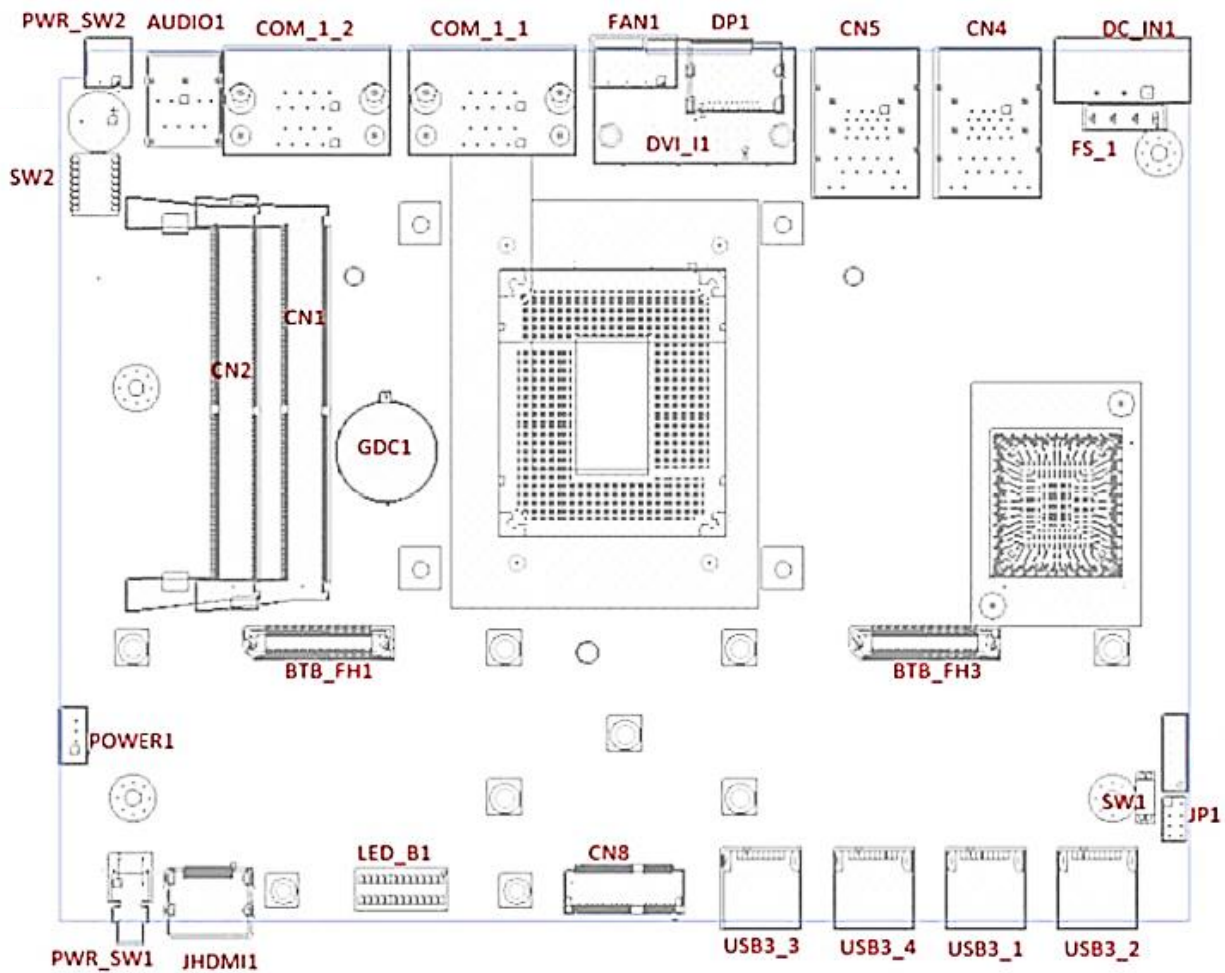 PWR_SW2
AUDIO1
COM_1_2
COM_1_1
FAN1
DP1
CN5
CN4
DC_IN1
DVI_I1
FS_1
SW2
CN1
CN2
GDC1
BTB_FH1
BTB_FH3
POWER1
SW1
JP1
LED_B1
CN8
PWR_SW1
JHDMI1
USB3_3
USB3_4
USB3_1
USB3_2